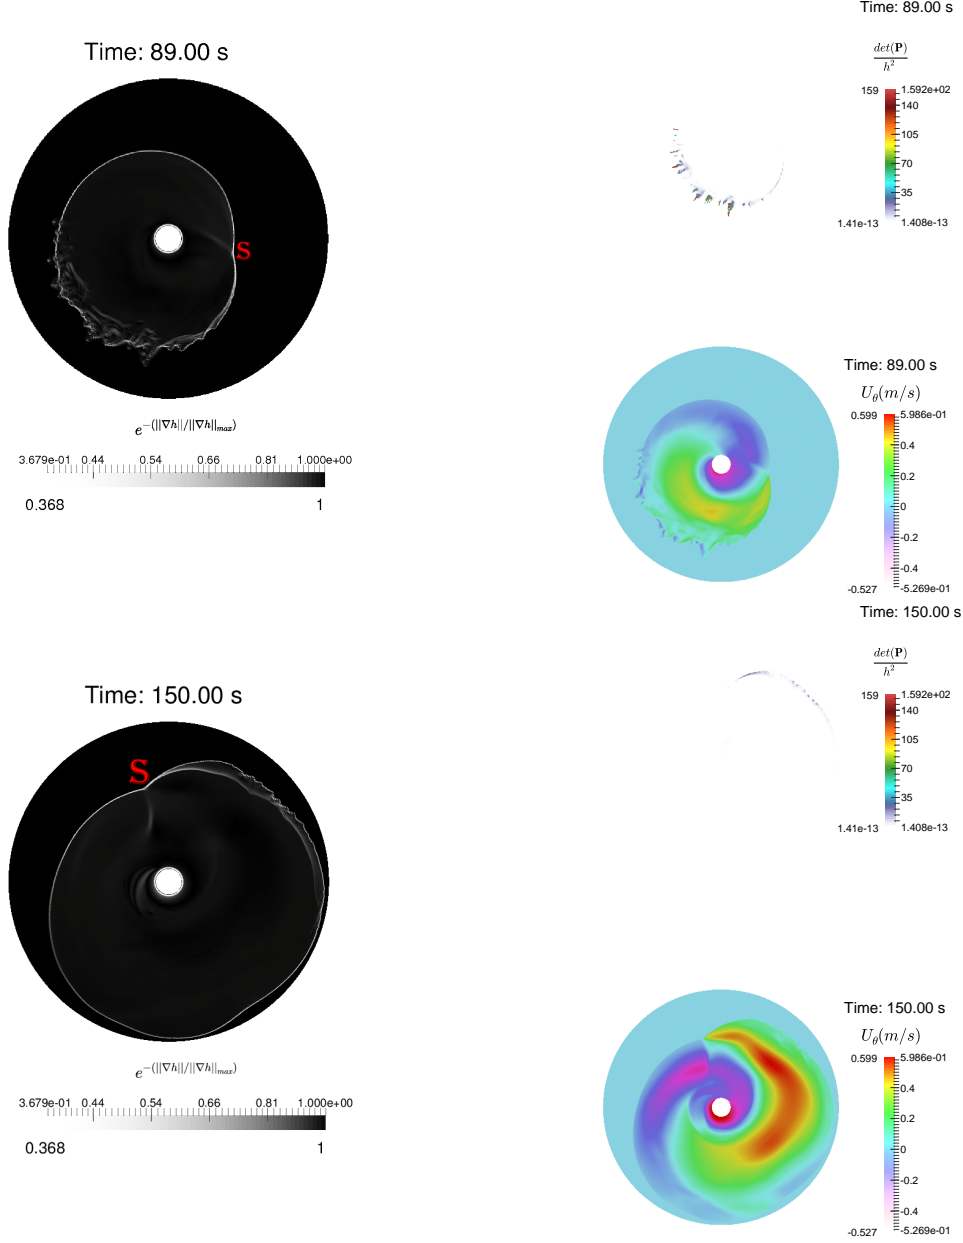 Time: 89.00 s
S
e^{-(||∇h||/||∇h||_{max})}
3.679e-01 0.44 0.54 0.66 0.81 1.000e+00
0.368 1
Time: 89.00 s
det(P)
h²
159 1.592e+02
140
105
70
35
1.41e-13 1.408e-13
Time: 89.00 s
U_θ(m/s)
0.599 5.986e-01
0.4
0.2
0
-0.2
-0.4
-0.527 -5.269e-01
Time: 150.00 s
S
e^{-(||∇h||/||∇h||_{max})}
3.679e-01 0.44 0.54 0.66 0.81 1.000e+00
0.368 1
Time: 150.00 s
det(P)
h²
159 1.592e+02
140
105
70
35
1.41e-13 1.408e-13
Time: 150.00 s
U_θ(m/s)
0.599 5.986e-01
0.4
0.2
0
-0.2
-0.4
-0.527 -5.269e-01